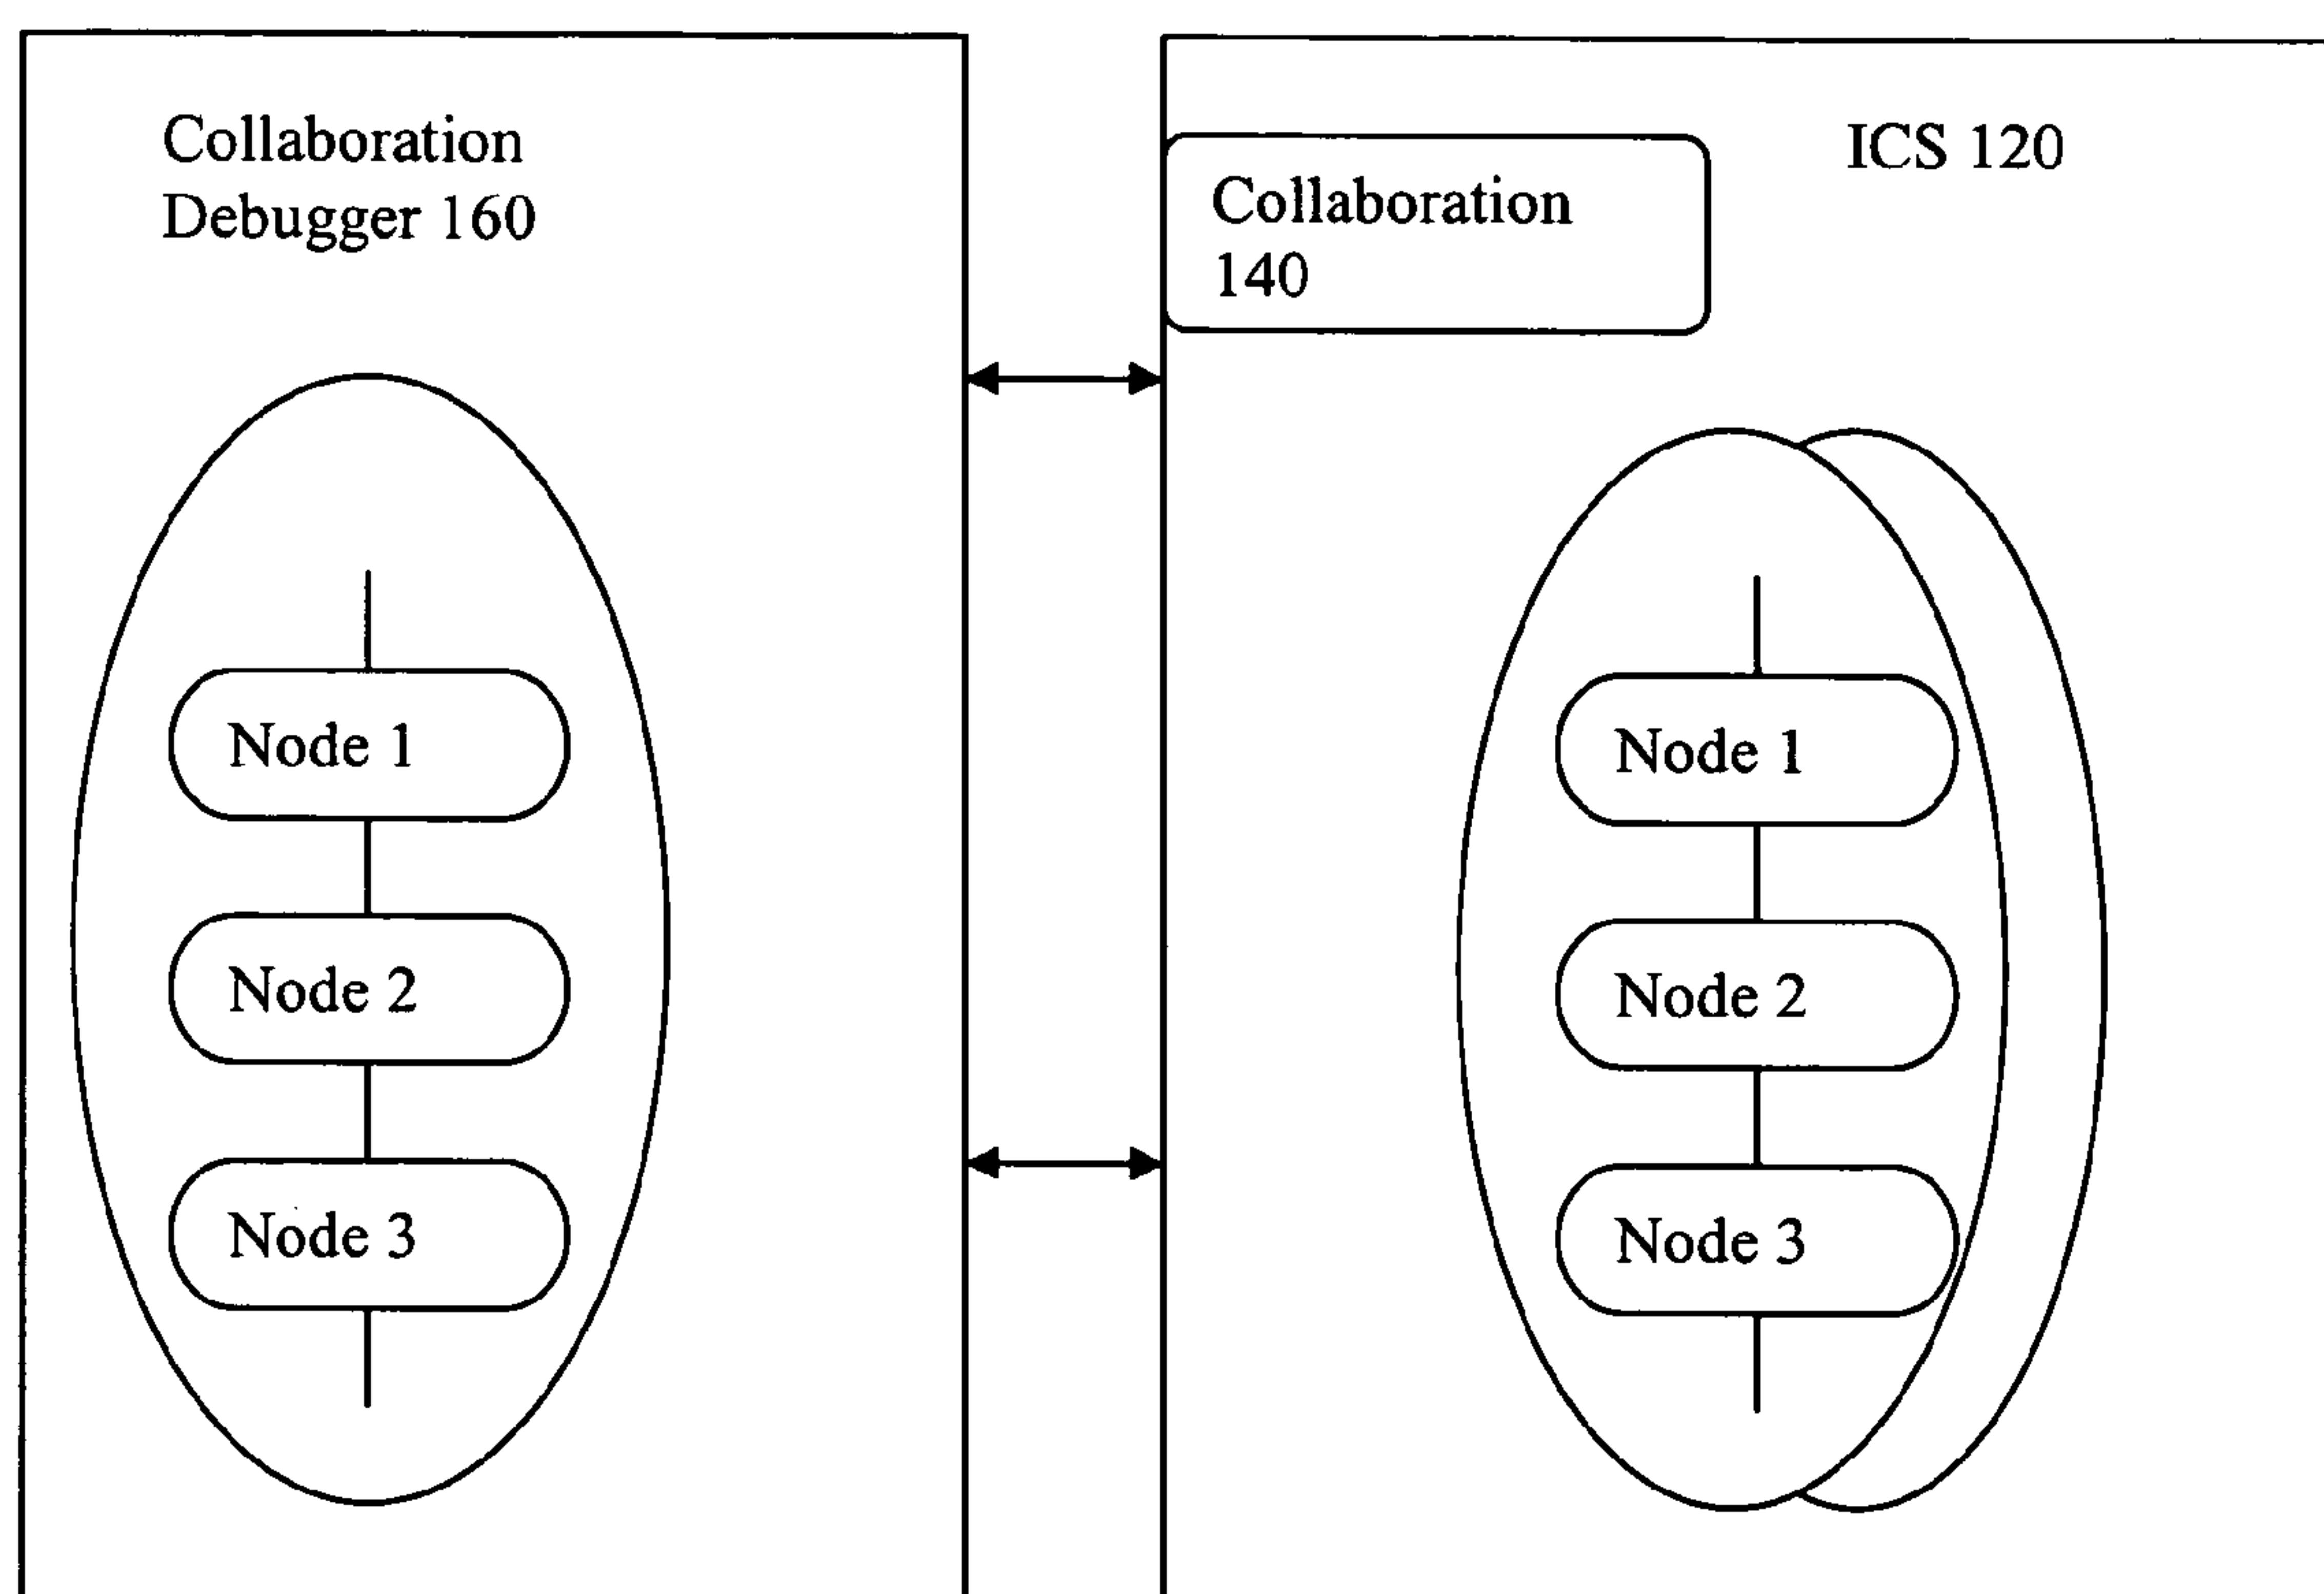 Collaboration
Debugger 160
Node 1
Node 2
Node 3
Collaboration
140
ICS 120
Node 1
Node 2
Node 3